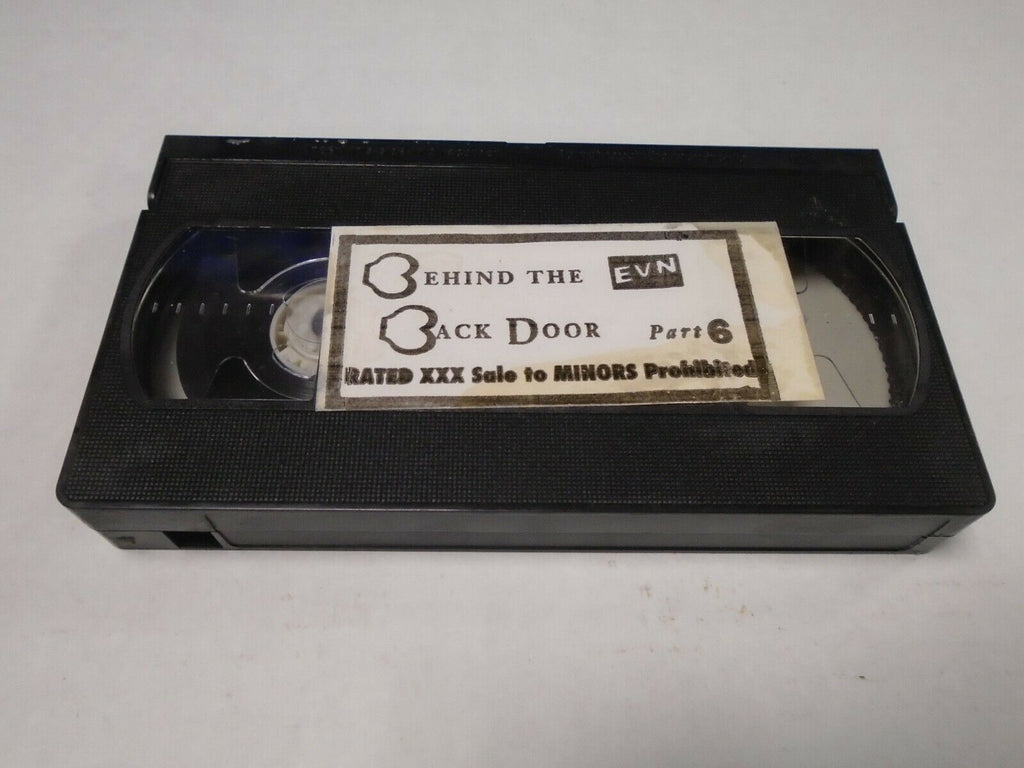 BEHIND THE EVN
BACK DOOR Part 6
RATED XXX Sale to MINORS Prohibited